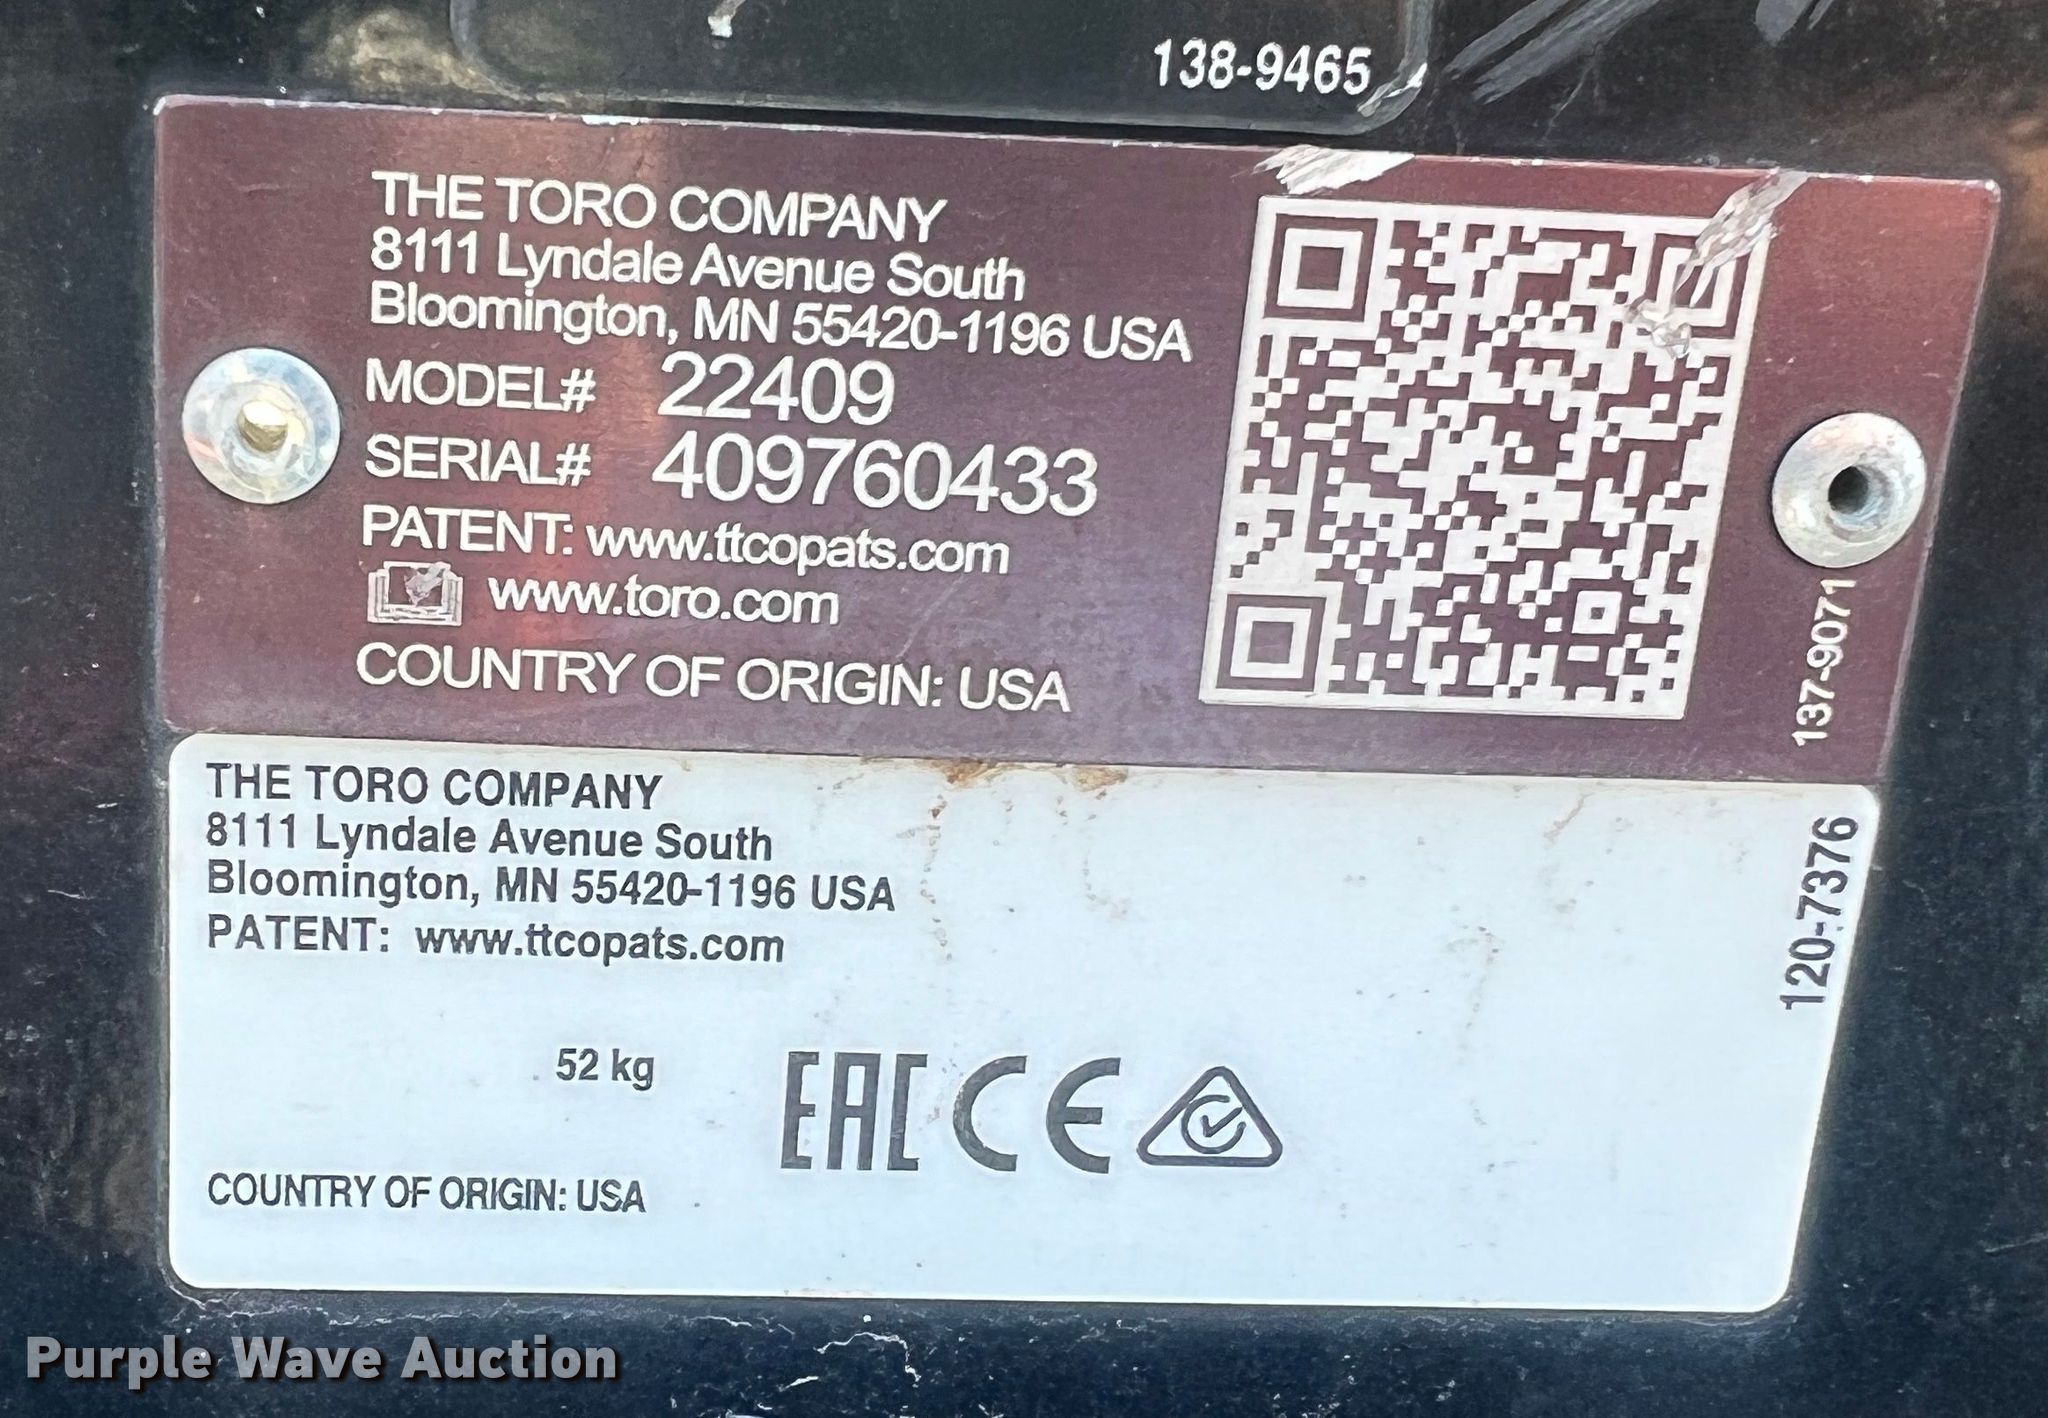 138-9465
THE TORO COMPANY
8111 Lyndale Avenue South
Bloomington, MN 55420-1196 USA
MODEL# 22409
SERIAL# 409760433
PATENT: www.ttcopats.com
www.toro.com
COUNTRY OF ORIGIN: USA
137-9071
THE TORO COMPANY
8111 Lyndale Avenue South
Bloomington, MN 55420-1196 USA
PATENT: www.ttcopats.com
120-7376
52 kg
EAC CE
COUNTRY OF ORIGIN: USA
Purple Wave Auction